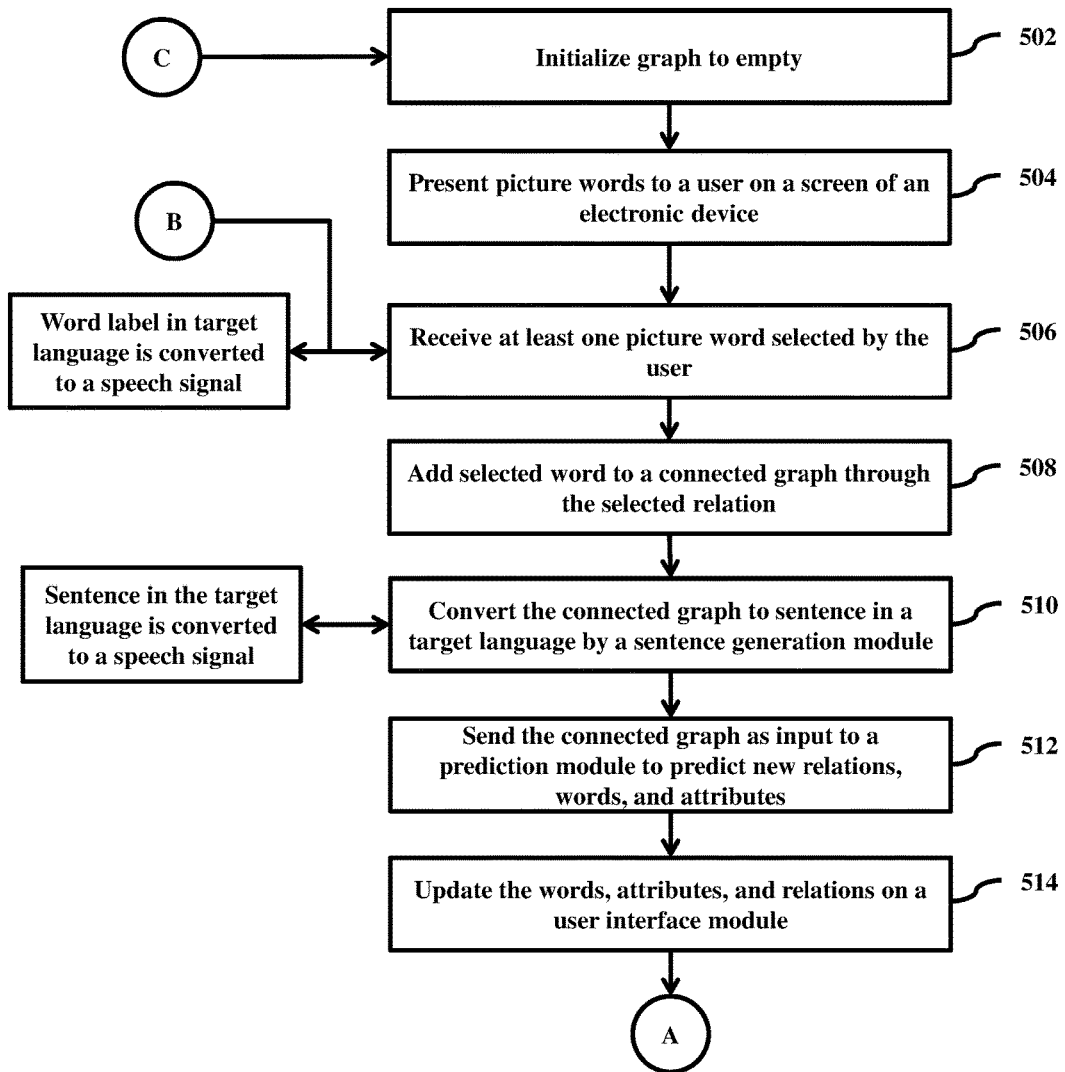 C
Initialize graph to empty
502
Present picture words to a user on a screen of an
electronic device
504
B
Word label in target
language is converted
to a speech signal
Receive at least one picture word selected by the
user
506
Add selected word to a connected graph through
the selected relation
508
Sentence in the target
language is converted
to a speech signal
Convert the connected graph to sentence in a
target language by a sentence generation module
510
Send the connected graph as input to a
prediction module to predict new relations,
words, and attributes
512
Update the words, attributes, and relations on a
user interface module
514
A